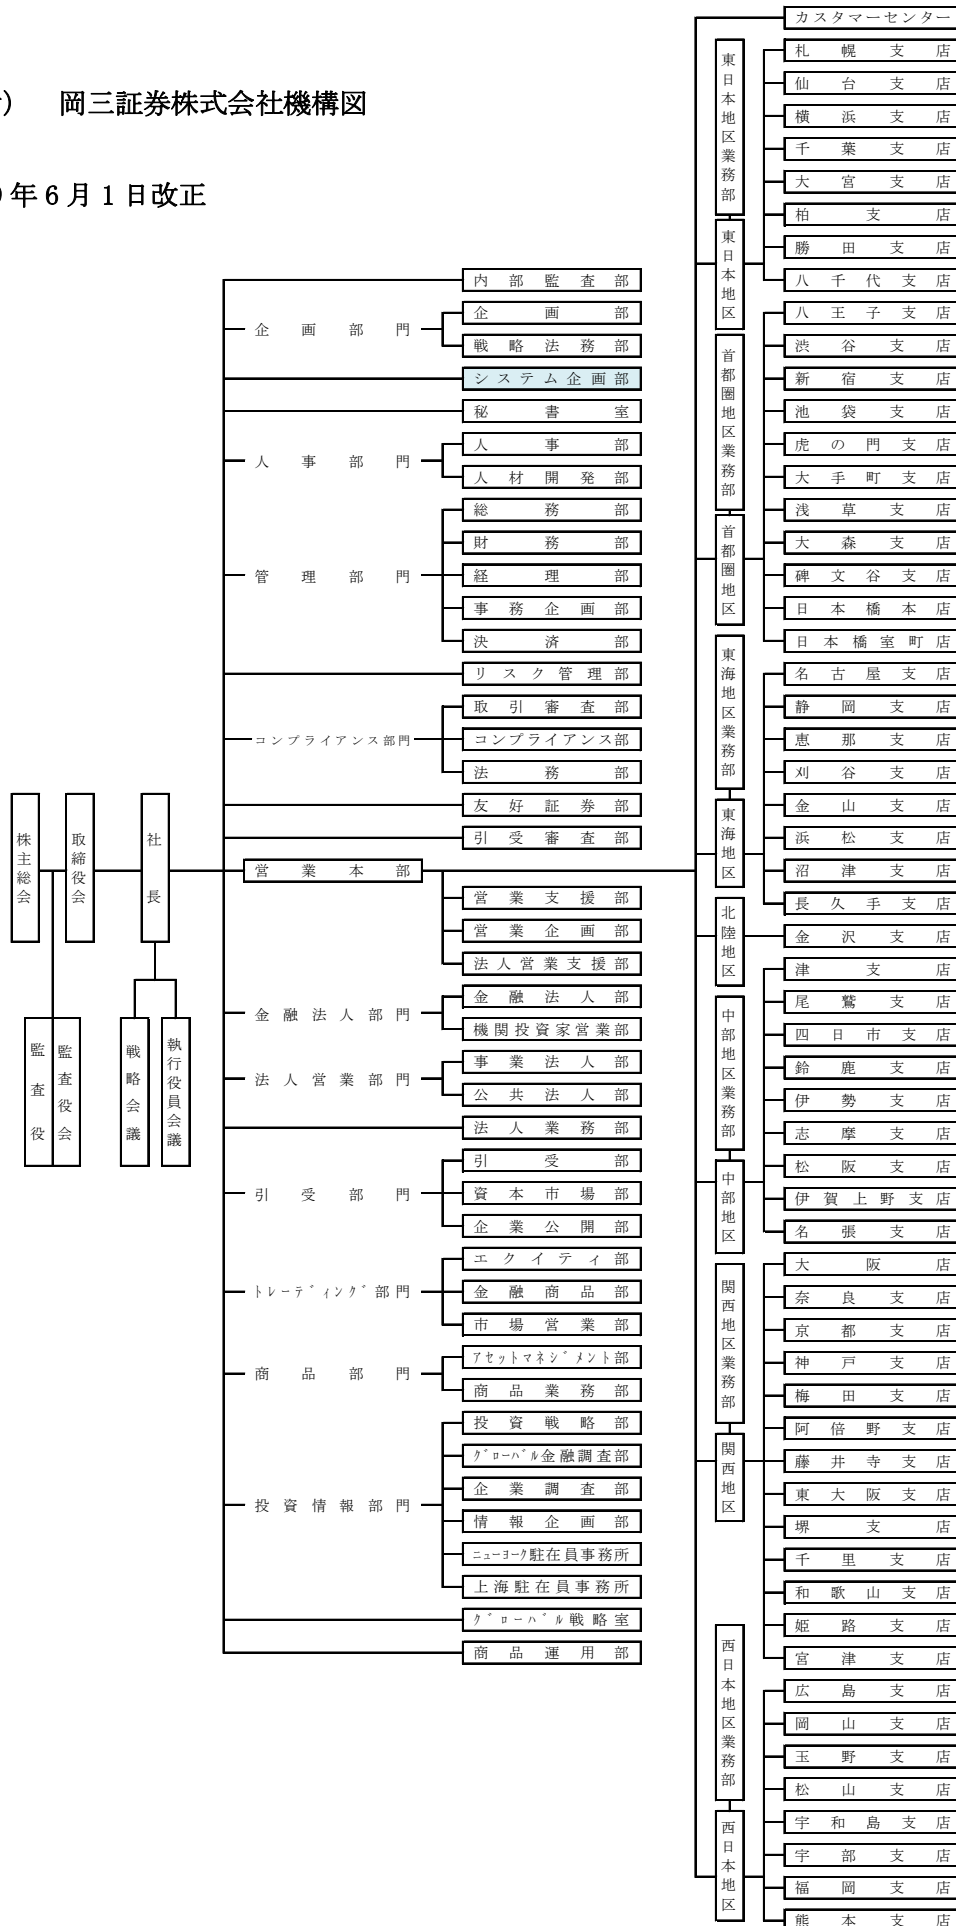 岡三証券株式会社機構図
年6月1日改正
株主総会
取締役会
社長
監査役
監査役会
戦略会議
執行役員会議
内部監査部
企画部門
企画部
戦略法務部
システム企画部
秘書室
人事部門
人事部
人材開発部
管理部門
総務部
財務部
経理部
事務企画部
決済部
リスク管理部
コンプライアンス部門
取引審査部
コンプライアンス部
法務部
友好証券部
引受審査部
営業本部
営業支援部
営業企画部
法人営業支援部
金融法人部門
金融法人部
機関投資家営業部
法人営業部門
事業法人部
公共法人部
法人業務部
引受部門
引受部
資本市場部
企業公開部
トレーディング部門
エクイティ部
金融商品部
市場営業部
商品部門
アセットマネジメント部
商品業務部
投資情報部門
投資戦略部
グローバル金融調査部
企業調査部
情報企画部
ニューヨーク駐在員事務所
上海駐在員事務所
グローバル戦略室
商品運用部
カスタマーセンター
東日本地区業務部
東日本地区
札幌支店
仙台支店
横浜支店
千葉支店
大宮支店
柏支店
勝田支店
八千代支店
首都圏地区業務部
首都圏地区
八王子支店
渋谷支店
新宿支店
池袋支店
虎の門支店
大手町支店
浅草支店
大森支店
碑文谷支店
日本橋本店
日本橋室町店
東海地区業務部
東海地区
名古屋支店
静岡支店
恵那支店
刈谷支店
金山支店
浜松支店
沼津支店
長久手支店
北陸地区
金沢支店
中部地区業務部
中部地区
津支店
尾鷲支店
四日市支店
鈴鹿支店
伊勢支店
志摩支店
松阪支店
伊賀上野支店
名張支店
関西地区業務部
関西地区
大阪店
奈良支店
京都支店
神戸支店
梅田支店
阿倍野支店
藤井寺支店
東大阪支店
堺支店
千里支店
和歌山支店
姫路支店
宮津支店
西日本地区業務部
西日本地区
広島支店
岡山支店
玉野支店
松山支店
宇和島支店
宇部支店
福岡支店
熊本支店